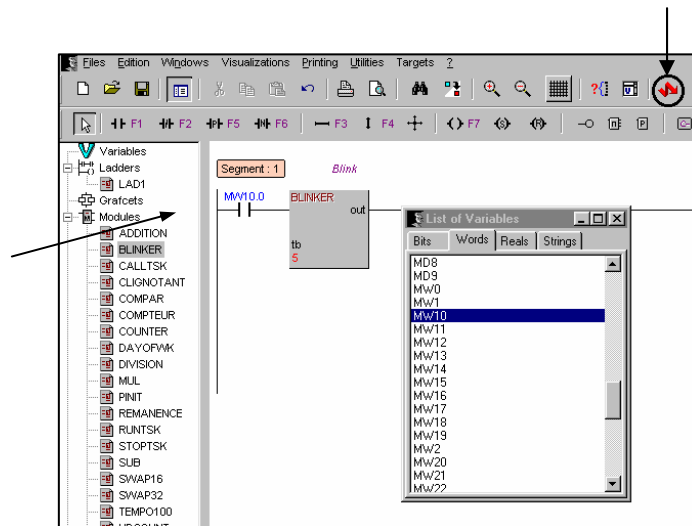 Files Edition Windows Visualizations Printing Utilities Targets ?
F1 F2 F5 F6 F3 F4 F7
Variables
Ladders
LAD1
Grafcets
Modules
ADDITION
BLINKER
CALLTSK
CLIGNOTANT
COMPAR
COMPTEUR
COUNTER
DAYOFWK
DIVISION
MUL
PINIT
REMANENCE
RUNTSK
STOPTSK
SUB
SWAP16
SWAP32
TEMPO100
Segment : 1 Blink
MW10.0 BLINKER
out
tb
5
List of Variables
Bits Words Reals Strings
MD8
MD9
MW0
MW1
MW10
MW11
MW12
MW13
MW14
MW15
MW16
MW17
MW18
MW19
MW2
MW20
MW21
MW22